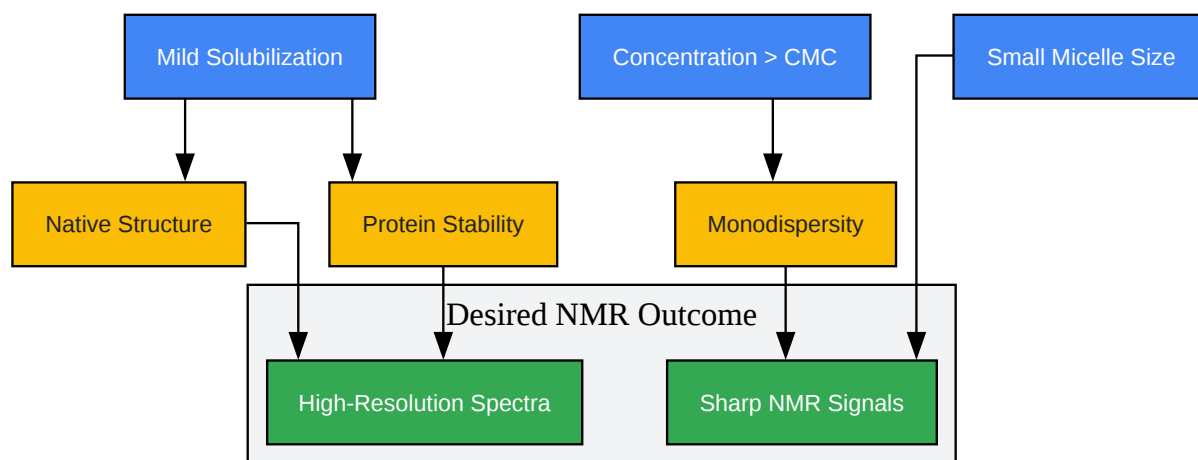 Mild Solubilization
Concentration > CMC
Small Micelle Size
Native Structure
Protein Stability
Monodispersity
Desired NMR Outcome
High-Resolution Spectra
Sharp NMR Signals